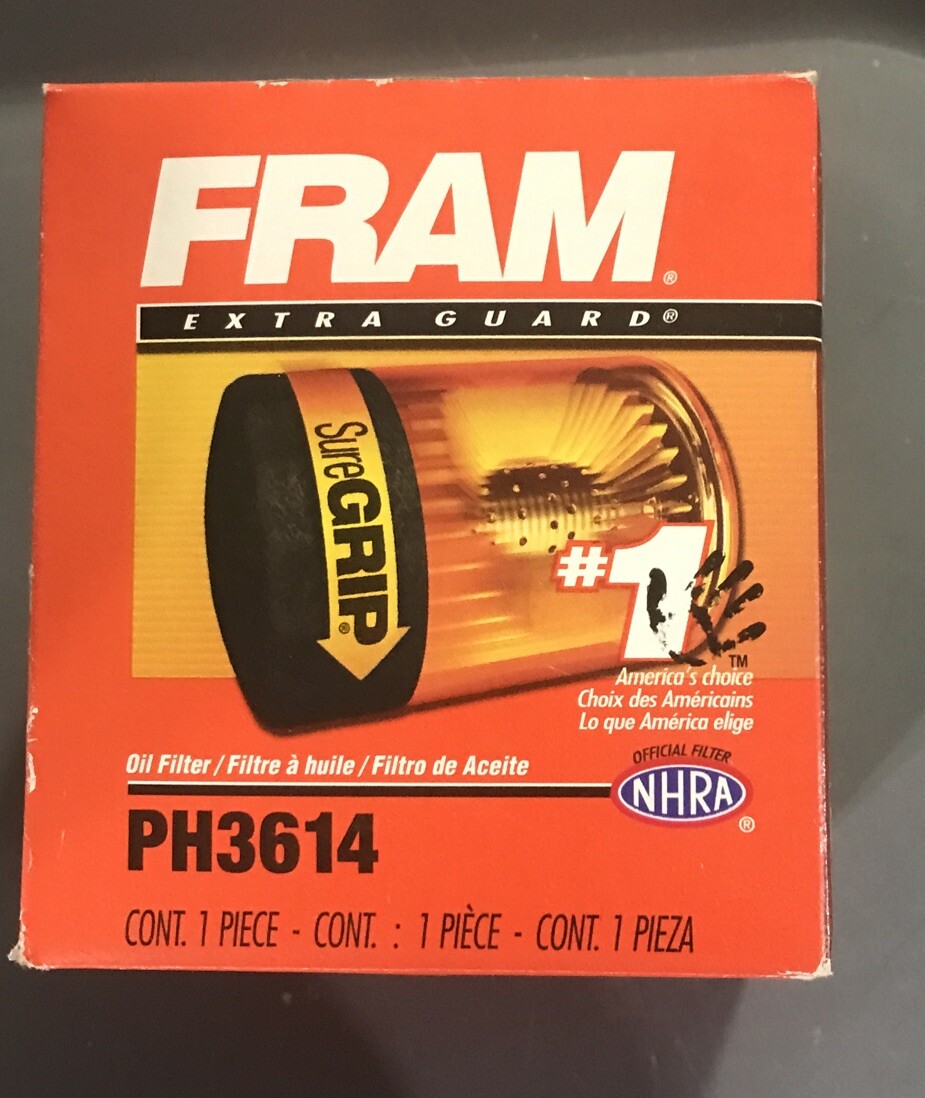 FRAM®
EXTRA GUARD®
SureGRIP®
#1
TM
America's choice
Choix des Américains
Lo que América elige
Oil Filter / Filtre à huile / Filtro de Aceite
OFFICIAL FILTER
NHRA
®
PH3614
CONT. 1 PIECE - CONT. : 1 PIÈCE - CONT. 1 PIEZA